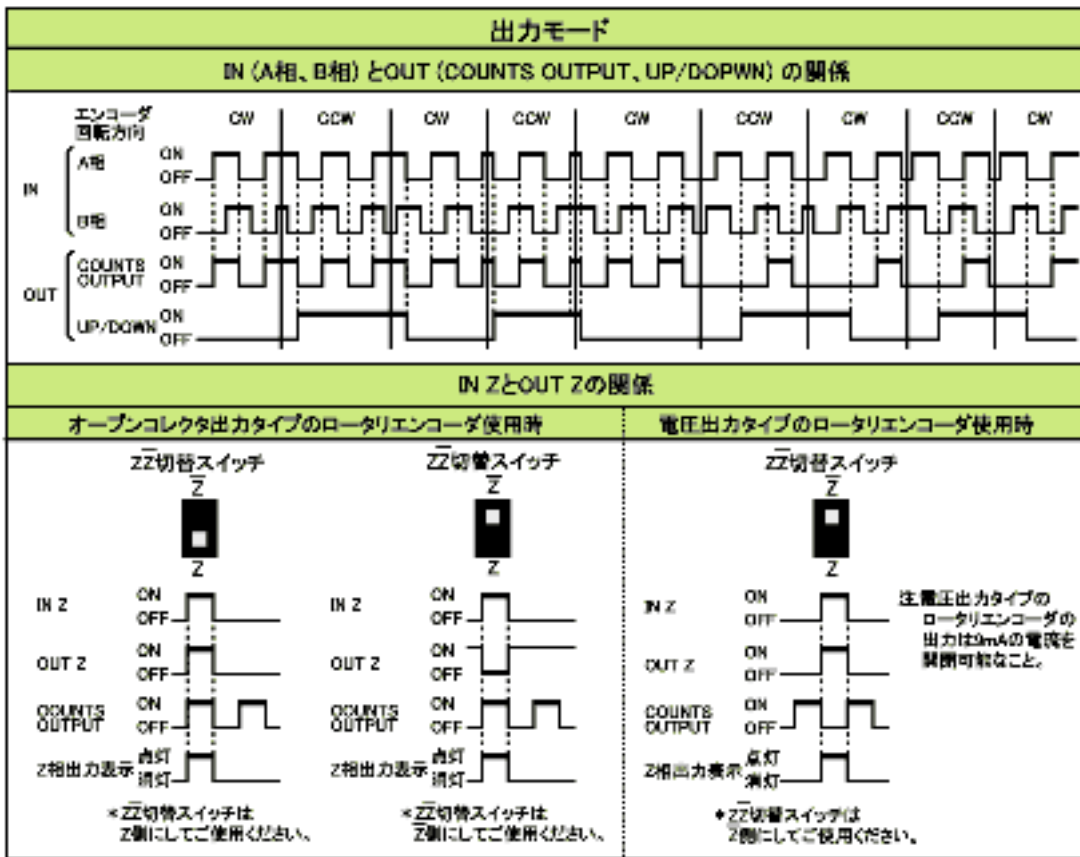 出力モード
IN (A相、B相) とOUT (COUNTS OUTPUT、UP/DOPWN) の関係
エンコーダ
回転方向
CW CCW CW CCW CW CCW CW CCW CW
IN
A相 ON
OFF
B相 ON
OFF
OUT
COUNTS
OUTPUT
ON
OFF
UP/DOWN ON
OFF
IN ZとOUT Zの関係
オープンコレクタ出力タイプのロータリエンコーダ使用時
ZZ̅切替スイッチ
Z̅
Z
IN Z ON
OFF
OUT Z ON
OFF
COUNTS
OUTPUT
ON
OFF
Z相出力表示 点灯
消灯
*ZZ̅切替スイッチは
Z側にしてご使用ください。
ZZ̅切替スイッチ
Z̅
Z
IN Z ON
OFF
OUT Z ON
OFF
COUNTS
OUTPUT
ON
OFF
Z相出力表示 点灯
消灯
*ZZ̅切替スイッチは
Z̅側にしてご使用ください。
電圧出力タイプのロータリエンコーダ使用時
ZZ̅切替スイッチ
Z̅
Z
IN Z ON
OFF
OUT Z ON
OFF
COUNTS
OUTPUT
ON
OFF
Z相出力表示 点灯
消灯
*ZZ̅切替スイッチは
Z̅側にしてご使用ください。
注.電圧出力タイプの
ロータリエンコーダの
出力は9mAの電流を
開閉可能なこと。